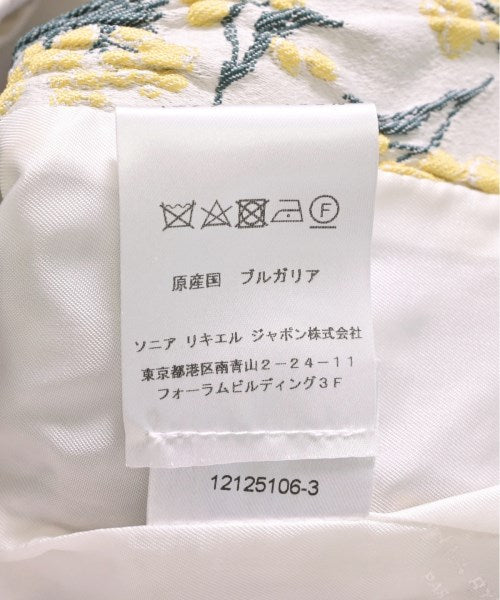 F
原産国 ブルガリア
ソニア リキエル ジャポン株式会社
東京都港区南青山2-24-11
フォーラムビルディング3F
12125106-3